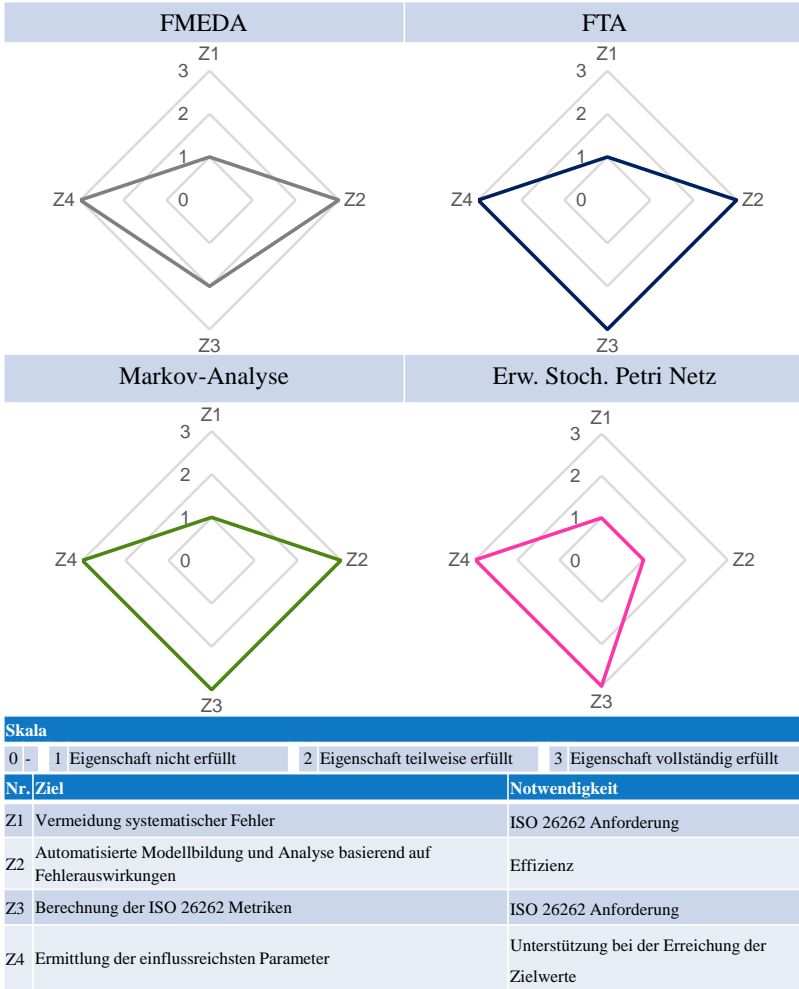 FMEDA
FTA
Z1
3
2
1
Z4
0
Z2
Z3
Z1
3
2
1
Z4
0
Z2
Z3
Markov-Analyse
Erw. Stoch. Petri Netz
Z1
3
2
1
Z4
0
Z2
Z3
Z1
3
2
1
Z4
0
Z2
Z3
Skala
0 - 1 Eigenschaft nicht erfüllt 2 Eigenschaft teilweise erfüllt 3 Eigenschaft vollständig erfüllt
Nr. Ziel Notwendigkeit
Z1 Vermeidung systematischer Fehler ISO 26262 Anforderung
Z2 Automatisierte Modellbildung und Analyse basierend auf
Fehlerauswirkungen
Effizienz
Z3 Berechnung der ISO 26262 Metriken ISO 26262 Anforderung
Z4 Ermittlung der einflussreichsten Parameter
Unterstützung bei der Erreichung der
Zielwerte